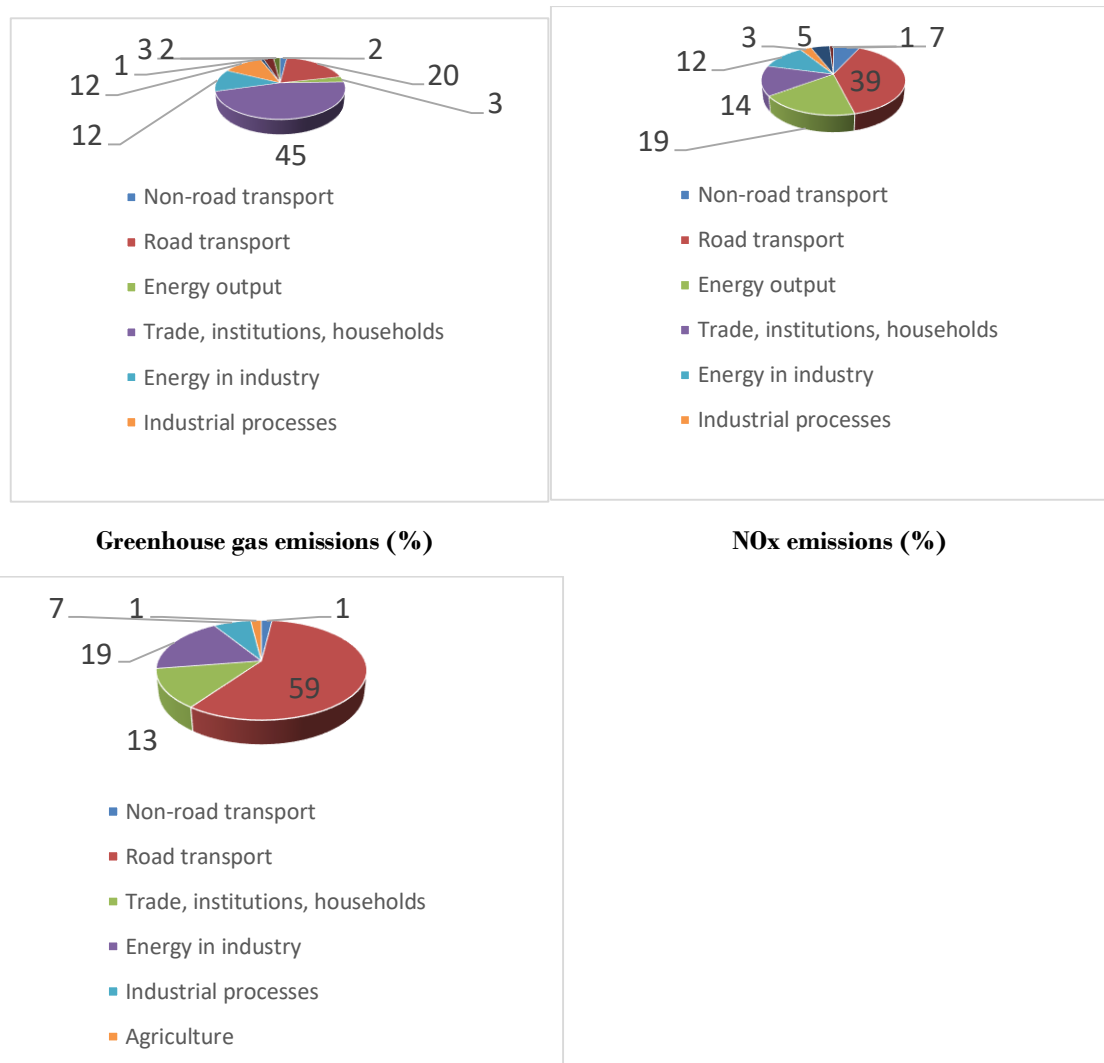 3 2 2
1 20
12 3
12
45
Non-road transport
Road transport
Energy output
Trade, institutions, households
Energy in industry
Industrial processes
3 5 1 7
12 39
14
19
Non-road transport
Road transport
Energy output
Trade, institutions, households
Energy in industry
Industrial processes
Greenhouse gas emissions (%)
NOx emissions (%)
7 1 1
19
59
13
Non-road transport
Road transport
Trade, institutions, households
Energy in industry
Industrial processes
Agriculture